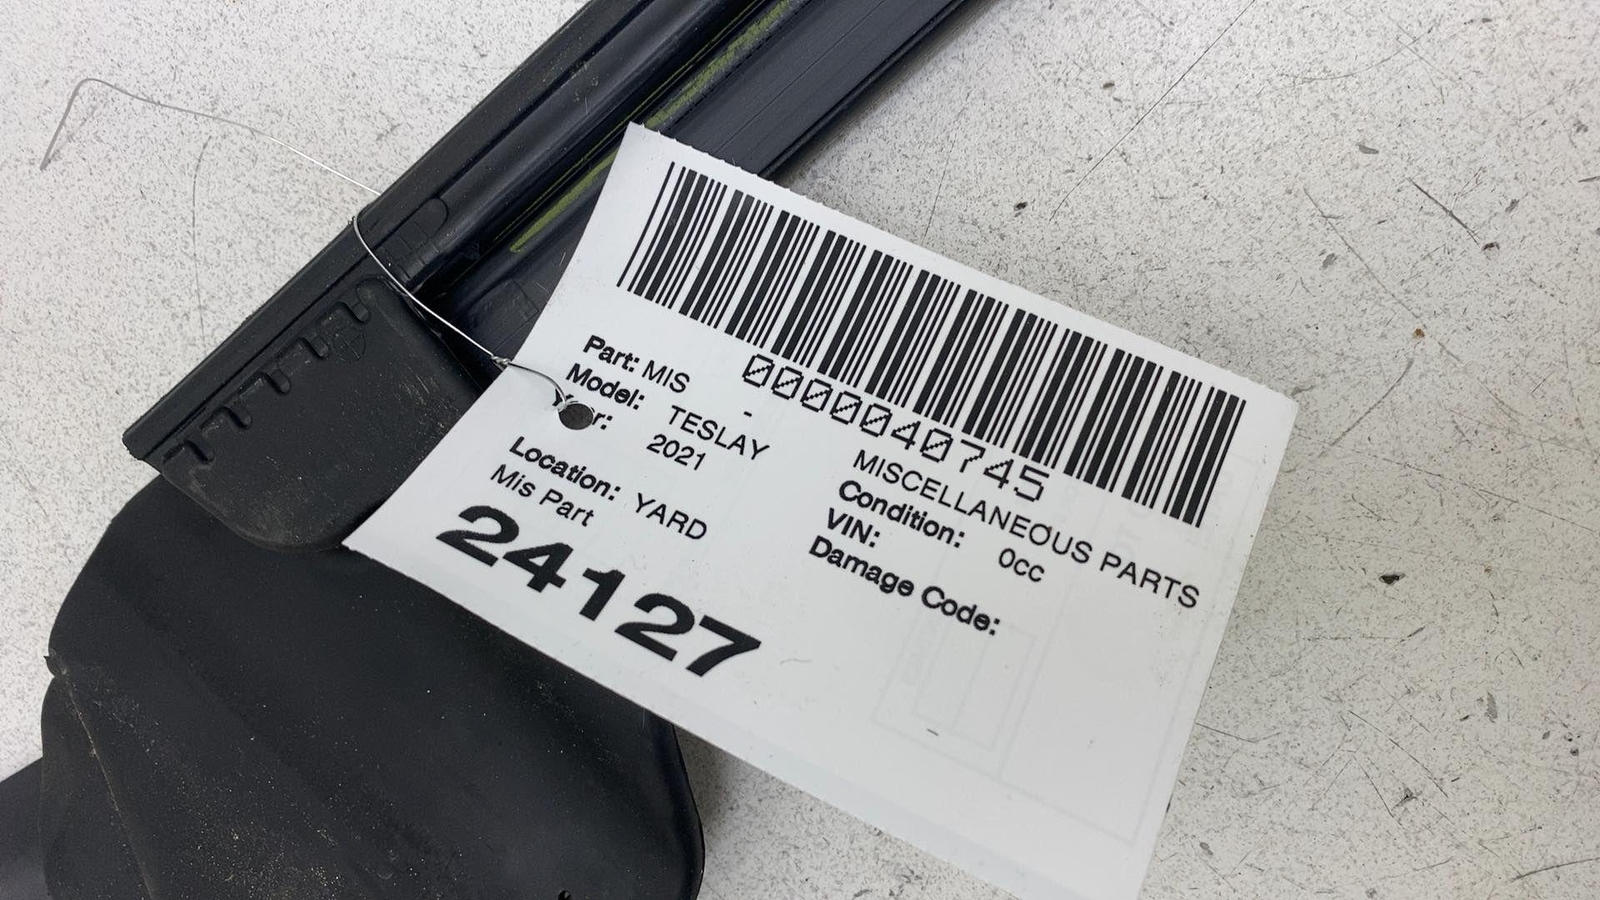 0000040745
Part: MIS - MISCELLANEOUS PARTS
Model: TESLAY Condition: 0cc
Year: 2021 VIN:
Damage Code:
Location: YARD
Mis Part
24127